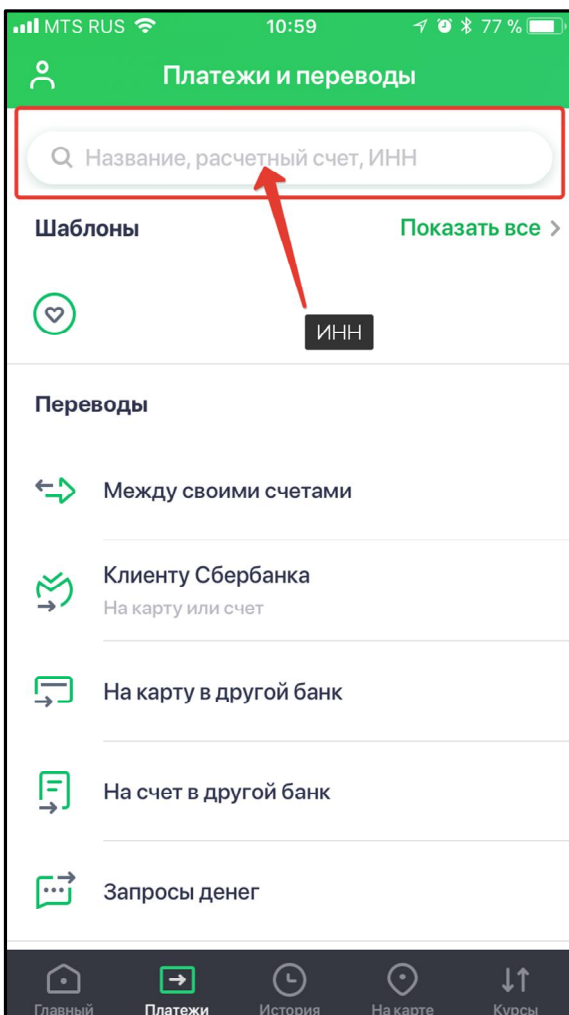 MTS RUS 10:59 77 %
Платежи и переводы
Название, расчетный счет, ИНН
Шаблоны Показать все
ИНН
Переводы
Между своими счетами
Клиенту Сбербанка
На карту или счет
На карту в другой банк
На счет в другой банк
Запросы денег
Главный Платежи История На карте Курсы